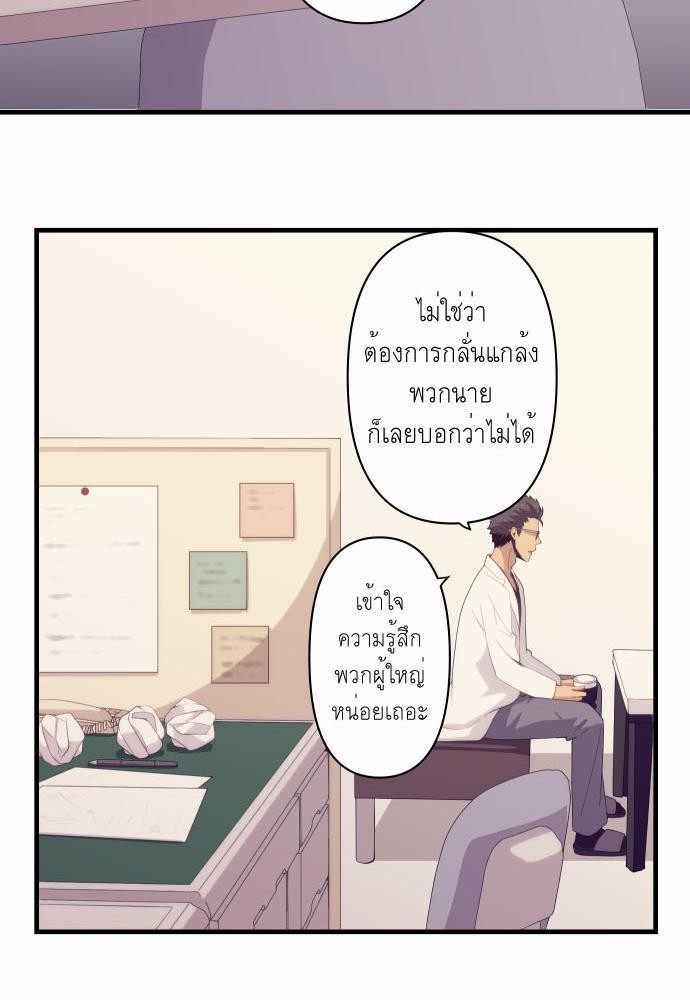 ไม่ใช่ว่า
ต้องการกลั่นแกล้ง
พวกนาย
ก็เลยบอกว่าไม่ได้
เข้าใจ
ความรู้สึก
พวกผู้ใหญ่
หน่อยเถอะ